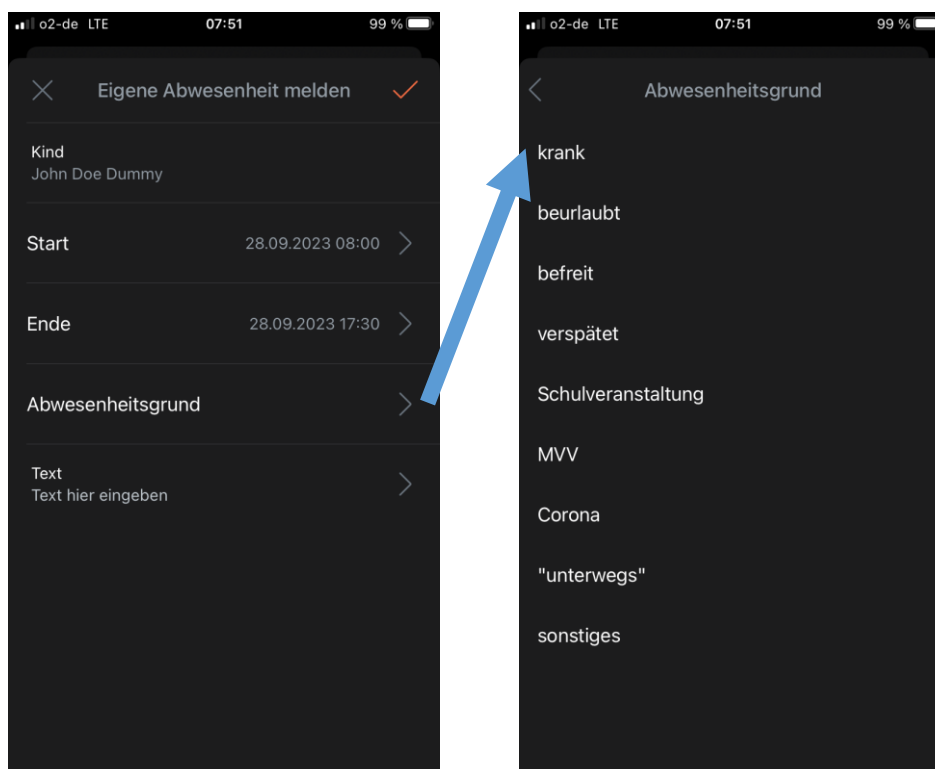 o2-de LTE 07:51 99 %
Eigene Abwesenheit melden
Kind
John Doe Dummy
Start 28.09.2023 08:00
Ende 28.09.2023 17:30
Abwesenheitsgrund
Text
Text hier eingeben
o2-de LTE 07:51 99 %
Abwesenheitsgrund
krank
beurlaubt
befreit
verspätet
Schulveranstaltung
MVV
Corona
"unterwegs"
sonstiges